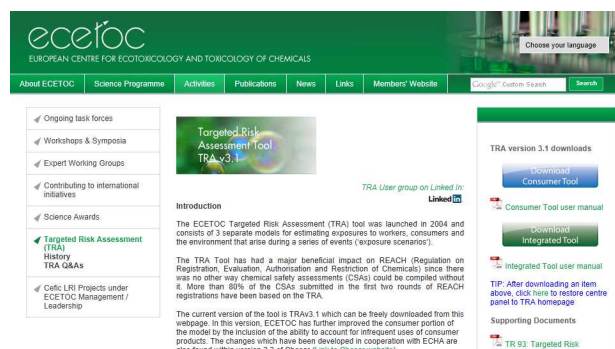 ecetoc
EUROPEAN CENTRE FOR ECOTOXICOLOGY AND TOXICOLOGY OF CHEMICALS
Choose your language
About ECETOC Science Programme Activities Publications News Links Members' Website Google™ Custom Search Search
Ongoing task forces
Workshops & Symposia
Expert Working Groups
Contributing to international
initiatives
Science Awards
Targeted Risk Assessment
(TRA)
History
TRA Q&As
Cefic LRI Projects under
ECETOC Management /
Leadership
Targeted Risk
Assessment Tool
TRA v3.1
TRA User group on Linked In:
Linked in
Introduction
The ECETOC Targeted Risk Assessment (TRA) tool was launched in 2004 and
consists of 3 separate models for estimating exposures to workers, consumers and
the environment that arise during a series of events ('exposure scenarios').
The TRA Tool has had a major beneficial impact on REACH (Regulation on
Registration, Evaluation, Authorisation and Restriction of Chemicals) since there
was no other way chemical safety assessments (CSAs) could be compiled without
it. More than 80% of the CSAs submitted in the first two rounds of REACH
registrations have been based on the TRA.
The current version of the tool is TRAv3.1 which can be freely downloaded from this
webpage. In this version, ECETOC has further improved the consumer portion of
the model by the inclusion of the ability to account for infrequent uses of consumer
products. The changes which have been developed in cooperation with ECHA are
TRA version 3.1 downloads
Download
Consumer Tool
Consumer Tool user manual
Download
Integrated Tool
Integrated Tool user manual
TIP: After downloading an item
above, click here to restore centre
panel to TRA homepage
Supporting Documents
TR 93: Targeted Risk